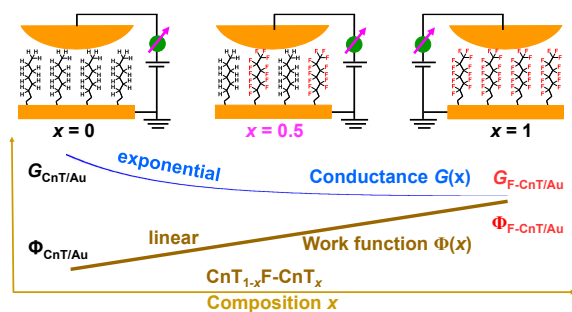 x = 0
x = 0.5
x = 1
exponential
Conductance G(x)
G_CnT/Au
G_F-CnT/Au
Φ_CnT/Au
linear
Work function Φ(x)
Φ_F-CnT/Au
CnT_1-xF-CnT_x
Composition x